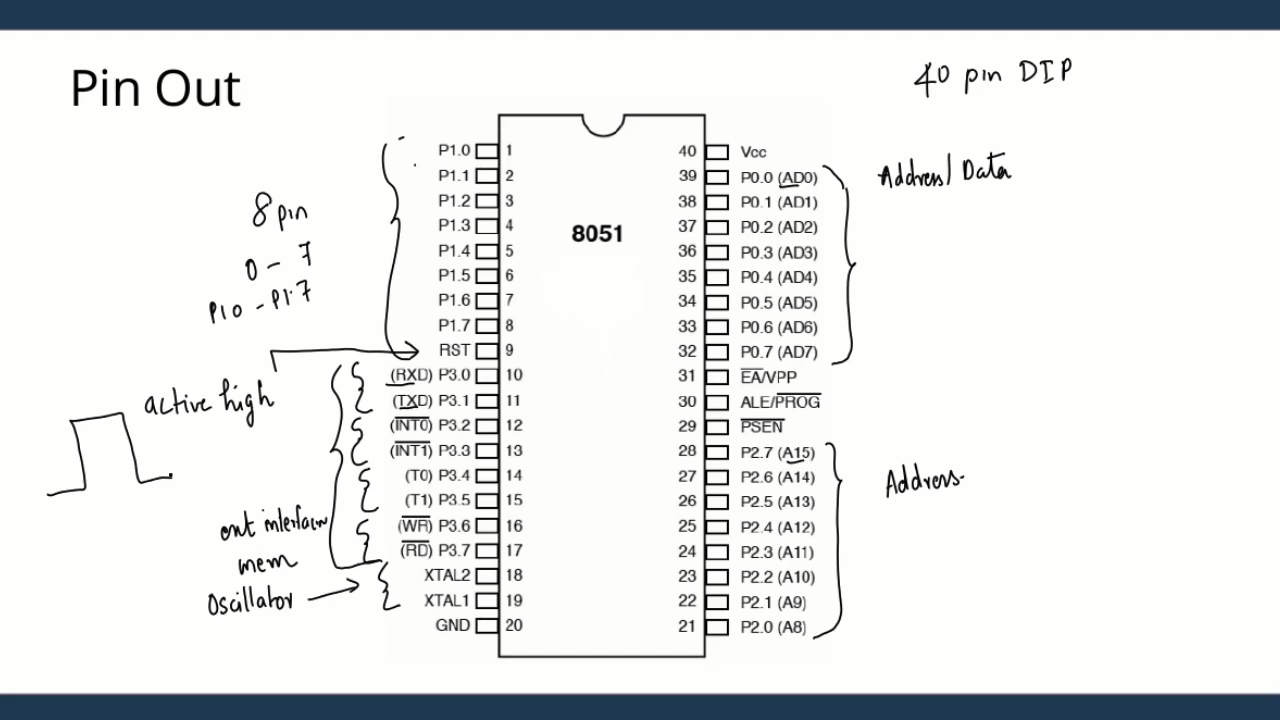 Pin Out
40 pin DIP
8051
P1.0 1
P1.1 2
P1.2 3
P1.3 4
P1.4 5
P1.5 6
P1.6 7
P1.7 8
RST 9
(RXD) P3.0 10
(TXD) P3.1 11
(INT0) P3.2 12
(INT1) P3.3 13
(T0) P3.4 14
(T1) P3.5 15
(WR) P3.6 16
(RD) P3.7 17
XTAL2 18
XTAL1 19
GND 20
40 Vcc
39 P0.0 (AD0)
38 P0.1 (AD1)
37 P0.2 (AD2)
36 P0.3 (AD3)
35 P0.4 (AD4)
34 P0.5 (AD5)
33 P0.6 (AD6)
32 P0.7 (AD7)
31 EA/VPP
30 ALE/PROG
29 PSEN
28 P2.7 (A15)
27 P2.6 (A14)
26 P2.5 (A13)
25 P2.4 (A12)
24 P2.3 (A11)
23 P2.2 (A10)
22 P2.1 (A9)
21 P2.0 (A8)
8 pin
0 - 7
P1 0 - P1.7
active high
ext
mem
Oscillator
Address/Data
Address